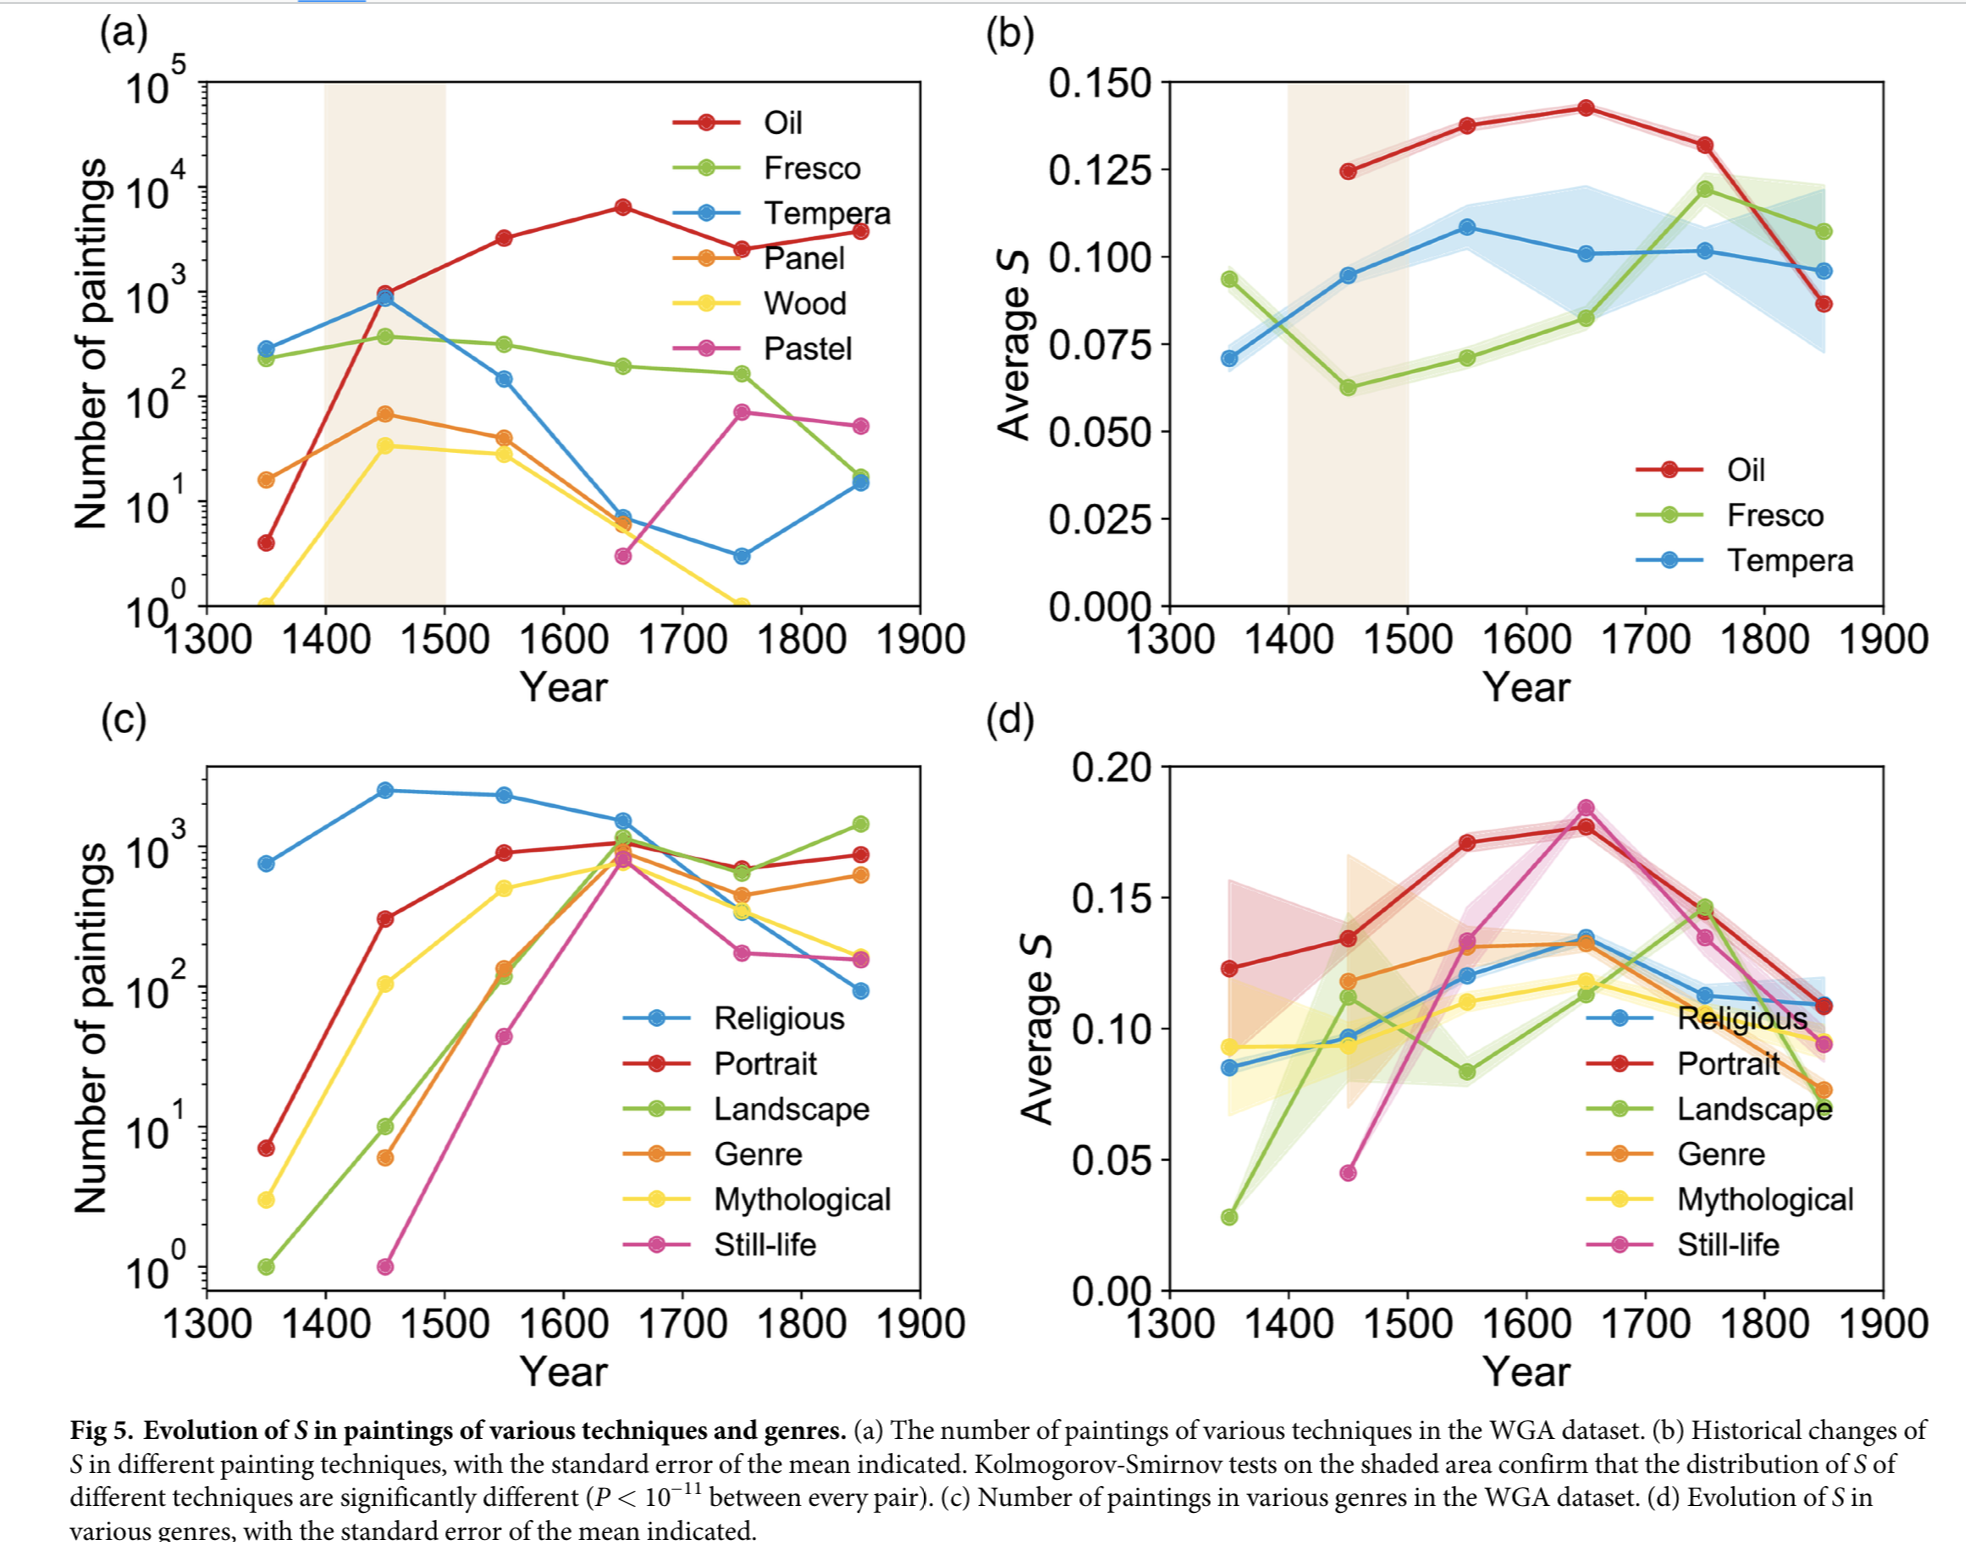 (a)
10^5
10^4
10^3
10^2
10^1
10^0
Number of paintings
Oil
Fresco
Tempera
Panel
Wood
Pastel
1300 1400 1500 1600 1700 1800 1900
Year
(b)
0.150
0.125
0.100
0.075
0.050
0.025
0.000
Average S
Oil
Fresco
Tempera
1300 1400 1500 1600 1700 1800 1900
Year
(c)
10^3
10^2
10^1
10^0
Number of paintings
Religious
Portrait
Landscape
Genre
Mythological
Still-life
1300 1400 1500 1600 1700 1800 1900
Year
(d)
0.20
0.15
0.10
0.05
0.00
Average S
Religious
Portrait
Landscape
Genre
Mythological
Still-life
1300 1400 1500 1600 1700 1800 1900
Year
Fig 5. Evolution of S in paintings of various techniques and genres. (a) The number of paintings of various techniques in the WGA dataset. (b) Historical changes of
S in different painting techniques, with the standard error of the mean indicated. Kolmogorov-Smirnov tests on the shaded area confirm that the distribution of S of
different techniques are significantly different (P < 10^−11 between every pair). (c) Number of paintings in various genres in the WGA dataset. (d) Evolution of S in
various genres, with the standard error of the mean indicated.